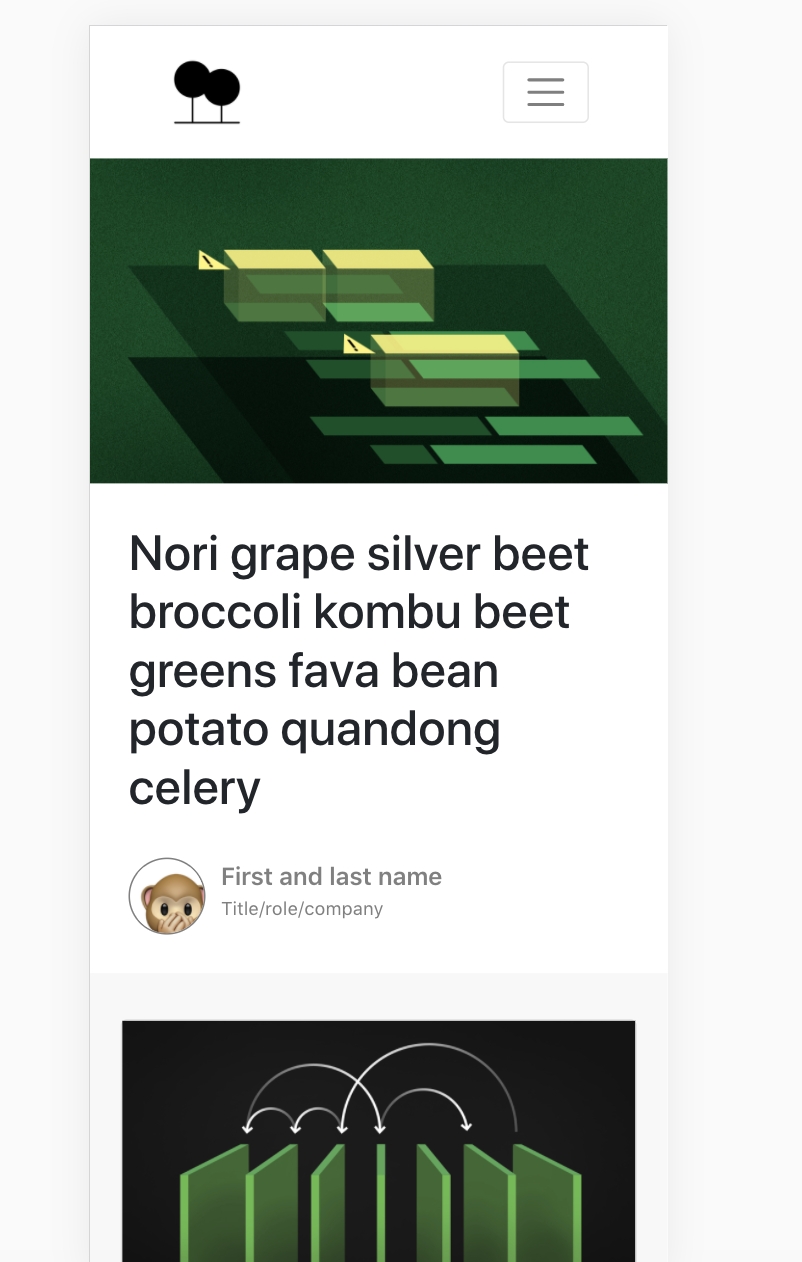 Nori grape silver beet
broccoli kombu beet
greens fava bean
potato quandong
celery
First and last name
Title/role/company